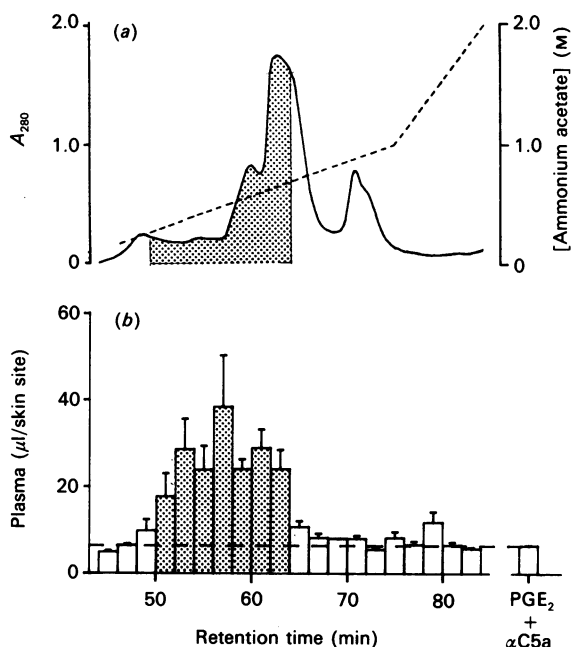 (a)
2.0
1.0
0
A280
2.0
1.0
0
[Ammonium acetate] (M)
(b)
60
40
20
0
Plasma (µl/skin site)
50
60
70
80
PGE2
+
αC5a
Retention time (min)